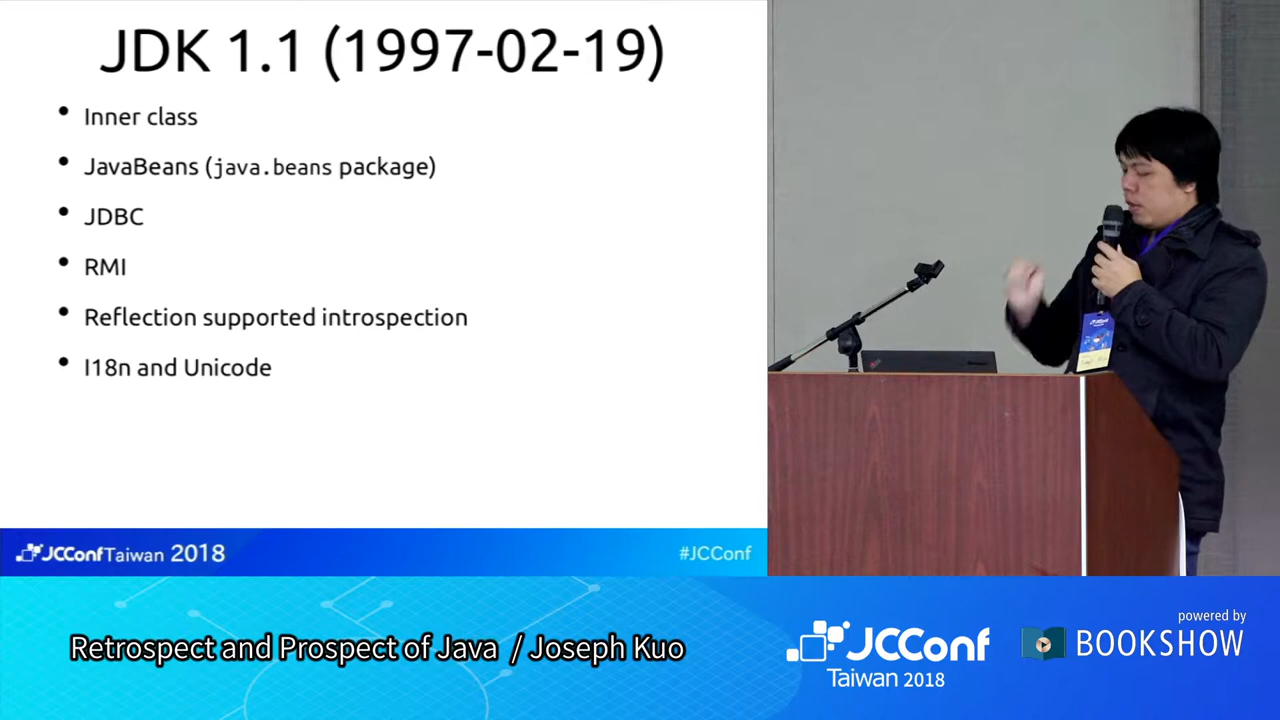 JDK 1.1 (1997-02-19)
• Inner class
• JavaBeans (java.beans package)
• JDBC
• RMI
• Reflection supported introspection
• I18n and Unicode
JCConf Taiwan 2018
#JCConf
Retrospect and Prospect of Java / Joseph Kuo
JCConf
Taiwan 2018
powered by
BOOKSHOW